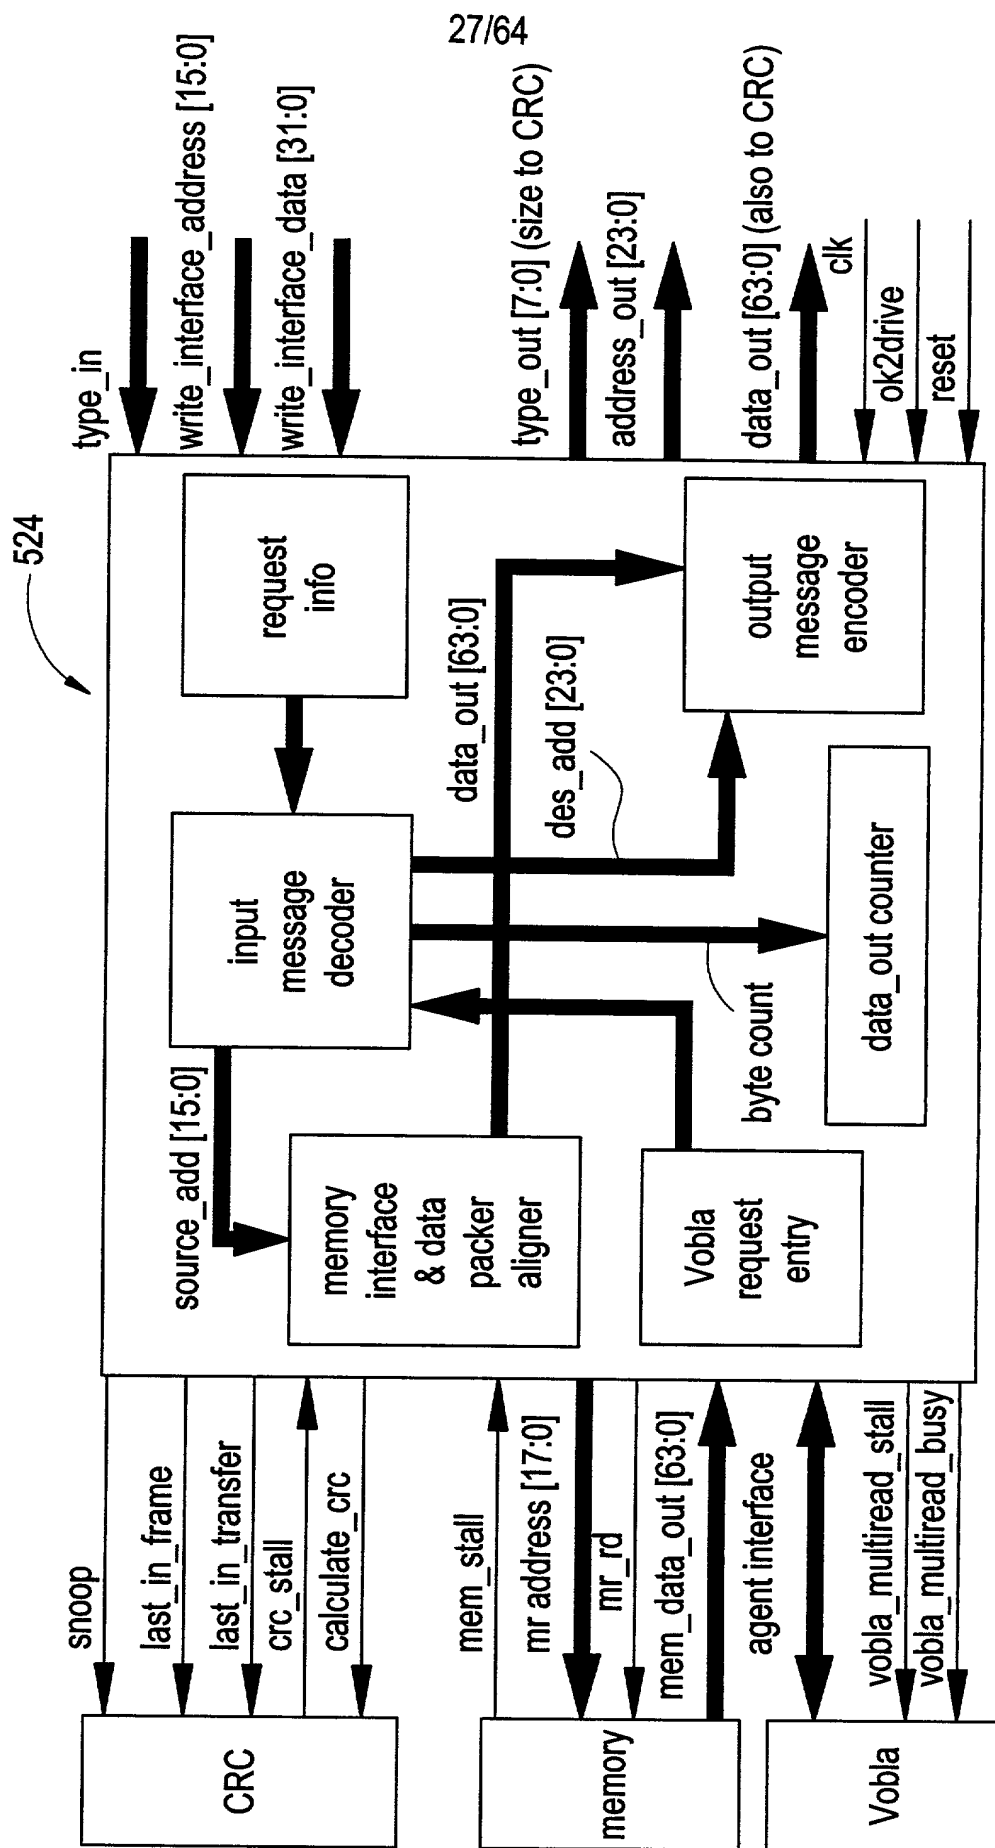 27/64
524
type_in
write_interface_address [15:0]
write_interface_data [31:0]
type_out [7:0] (size to CRC)
address_out [23:0]
data_out [63:0] (also to CRC)
clk
ok2drive
reset
request
info
input
message
decoder
data_out [63:0]
des_add [23:0]
output
message
encoder
source_add [15:0]
memory
interface
& data
packer
aligner
Vobla
request
entry
byte count
data_out counter
snoop
last_in_frame
last_in_transfer
crc_stall
calculate_crc
mem_stall
mr address [17:0]
mr_rd
mem_data_out [63:0]
agent interface
vobla_multiread_stall
vobla_multiread_busy
CRC
memory
Vobla